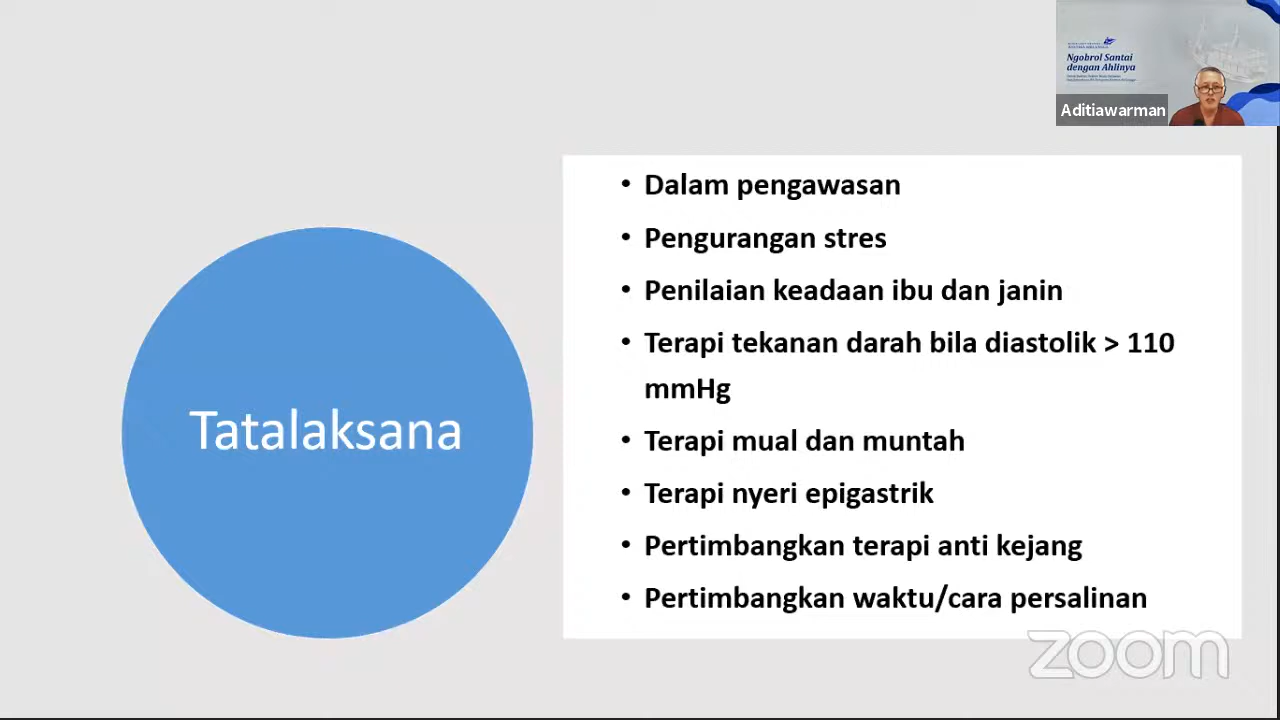 Ngobrol Santai
dengan Ahlinya
Aditiawarman
Tatalaksana
• Dalam pengawasan
• Pengurangan stres
• Penilaian keadaan ibu dan janin
• Terapi tekanan darah bila diastolik > 110
mmHg
• Terapi mual dan muntah
• Terapi nyeri epigastrik
• Pertimbangkan terapi anti kejang
• Pertimbangkan waktu/cara persalinan
zoom